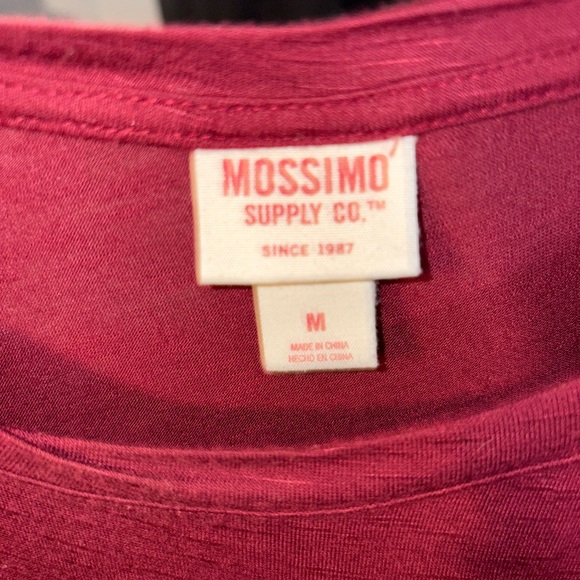 MOSSIMO
SUPPLY CO.™
SINCE 1987
M
MADE IN CHINA
HECHO EN CHINA